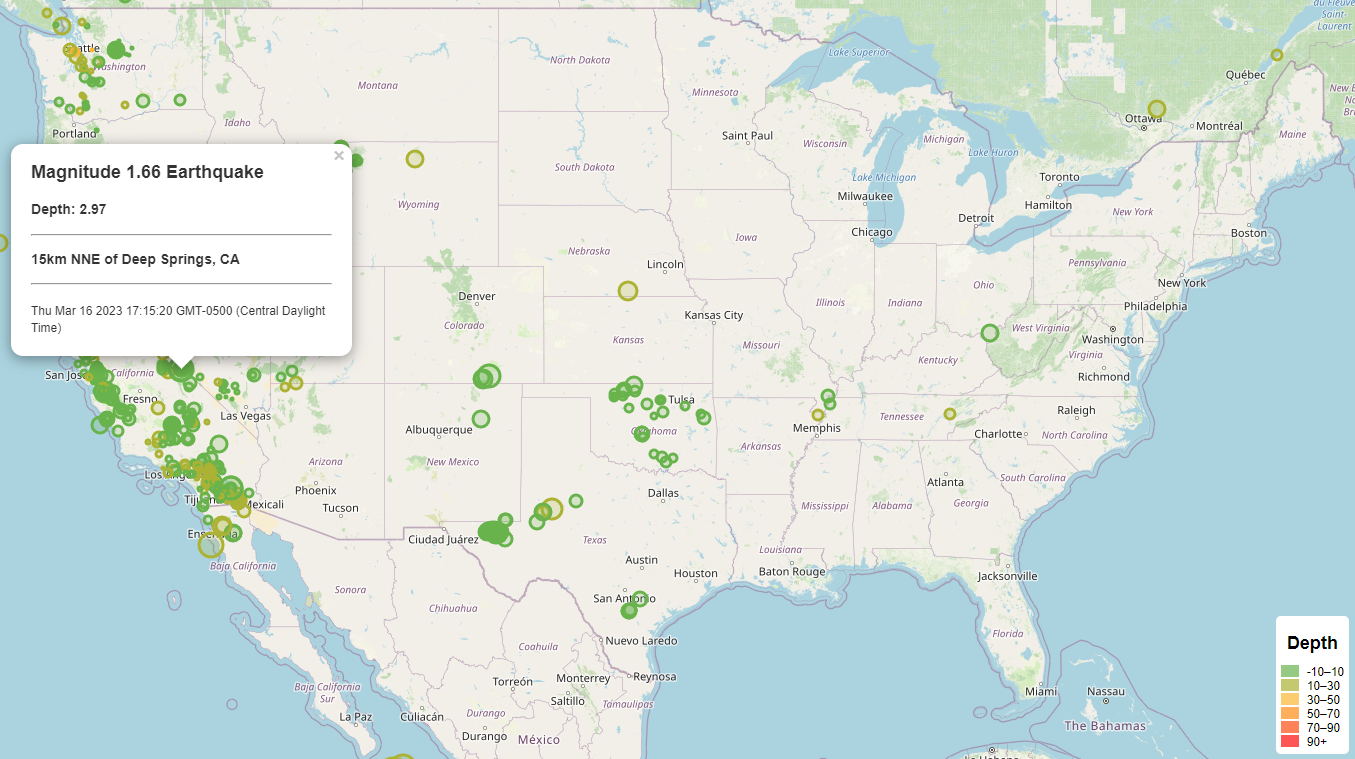 Magnitude 1.66 Earthquake
×
Depth: 2.97
15km NNE of Deep Springs, CA
Thu Mar 16 2023 17:15:20 GMT-0500 (Central Daylight
Time)
Washington
Portland
Montana
Idaho
Wyoming
North Dakota
South Dakota
Nebraska
Lincoln
Minnesota
Saint Paul
Lake Superior
Wisconsin
Michigan
Lake Huron
Lake Michigan
Milwaukee
Chicago
Detroit
Toronto
Hamilton
Ottawa
Montréal
Québec
Maine
New York
Boston
Iowa
Illinois
Indiana
Ohio
Pennsylvania
New York
Philadelphia
Washington
West Virginia
Virginia
Richmond
Denver
Colorado
Kansas
Kansas City
Missouri
Kentucky
California
Fresno
Las Vegas
Albuquerque
New Mexico
Arizona
Phoenix
Tucson
Mexicali
Tulsa
Arkansas
Memphis
Tennessee
Charlotte
Raleigh
North Carolina
South Carolina
Atlanta
Georgia
Alabama
Mississippi
Louisiana
Baton Rouge
Dallas
Texas
Austin
Houston
San Antonio
Ciudad Juárez
Baja California
Sonora
Chihuahua
Coahuila
Nuevo Laredo
Reynosa
Monterrey
Saltillo
Torreón
Tamaulipas
Durango
Durango
Culiacán
La Paz
Baja California
Sur
México
Jacksonville
Florida
Miami
Nassau
The Bahamas
Depth
-10–10
10–30
30–50
50–70
70–90
90+